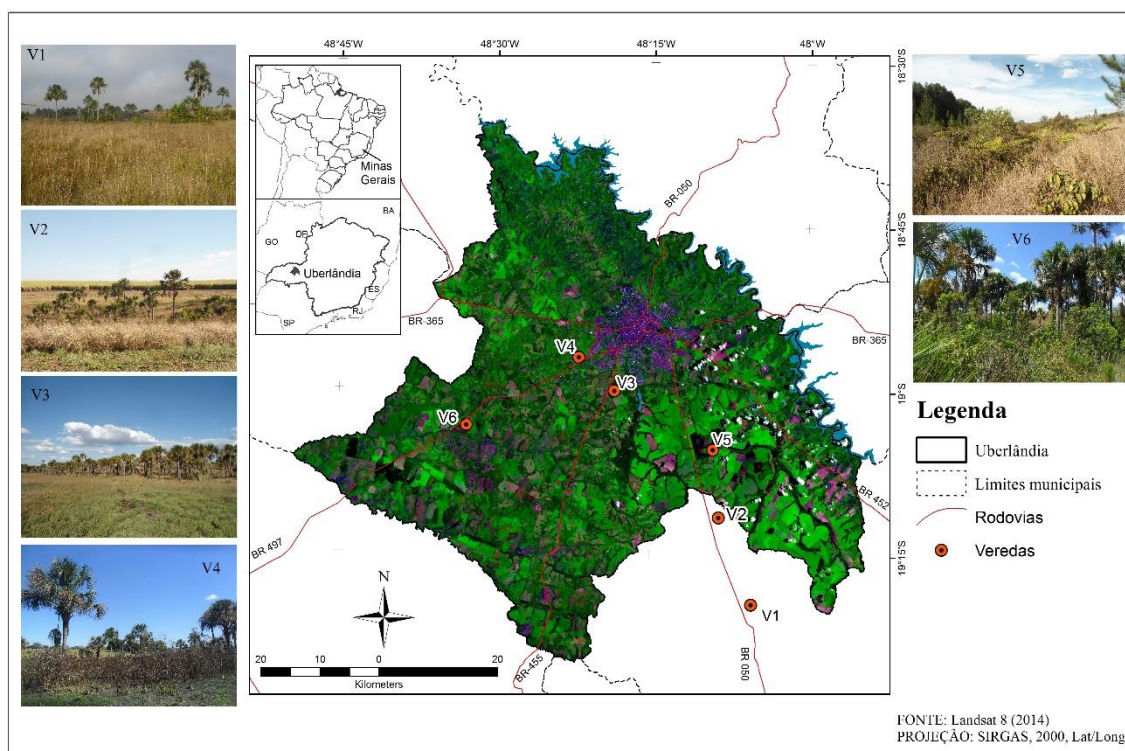 V1
V2
V3
V4
48°45'W
48°30'W
48°15'W
48°0'W
18°30'S
18°45'S
19°0'S
19°15'S
Minas
Gerais
BA
GO
DF
Uberlândia
ES
RJ
SP
BR-050
BR-365
BR-365
BR 452
BR 497
BR-455
BR 050
V4
V3
V6
V5
V2
V1
N
20
10
0
20
Kilometers
V5
V6
Legenda
Uberlândia
Limites municipais
Rodovias
Veredas
FONTE: Landsat 8 (2014)
PROJEÇÃO: SIRGAS, 2000, Lat/Long